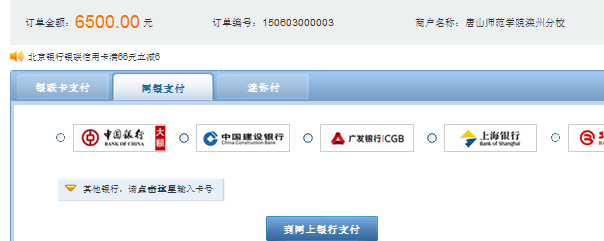 订单金额：6500.00 元 订单编号：150603000003 商户名称：唐山师范学院滦州分校
北京银行银联信用卡满66元立减6
银联卡支付 网银支付 迷你付
中国银行 BANK OF CHINA 大额 中国建设银行 China Construction Bank 广发银行|CGB 上海银行 Bank of Shanghai
其他银行，请点击这里输入卡号
到网上银行支付